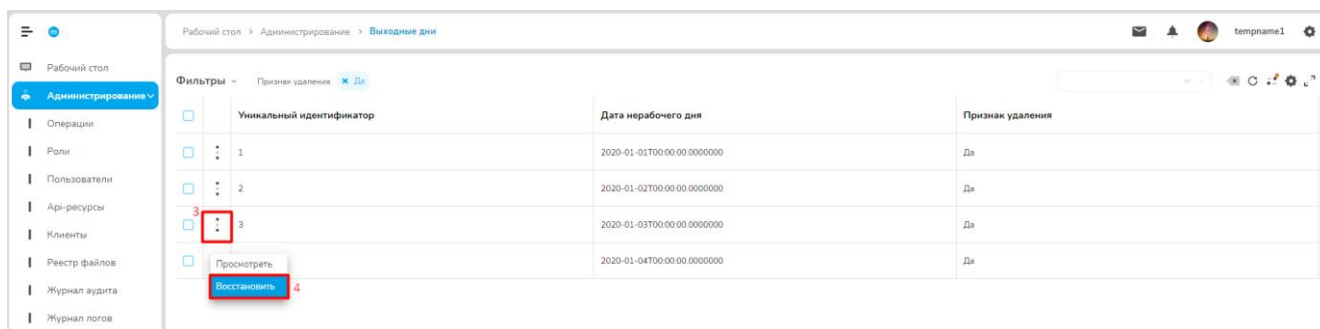 Рабочий стол > Администрирование > Выходные дни
tempname1
Рабочий стол
Администрирование
Операции
Роли
Пользователи
Api-ресурсы
Клиенты
Реестр файлов
Журнал аудита
Журнал логов
Фильтры
Признак удаления × Да
Уникальный идентификатор Дата нерабочего дня Признак удаления
1 2020-01-01T00:00:00.0000000 Да
2 2020-01-02T00:00:00.0000000 Да
3
3 2020-01-03T00:00:00.0000000 Да
2020-01-04T00:00:00.0000000 Да
Просмотреть
Восстановить 4